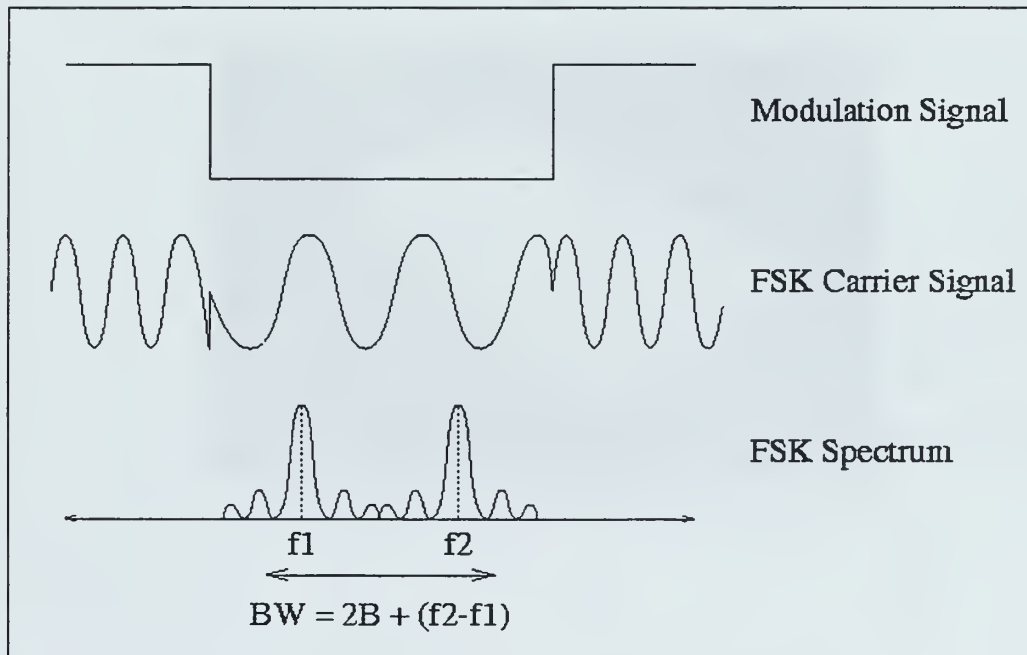 Modulation Signal
FSK Carrier Signal
FSK Spectrum
f1 f2
BW = 2B + (f2-f1)